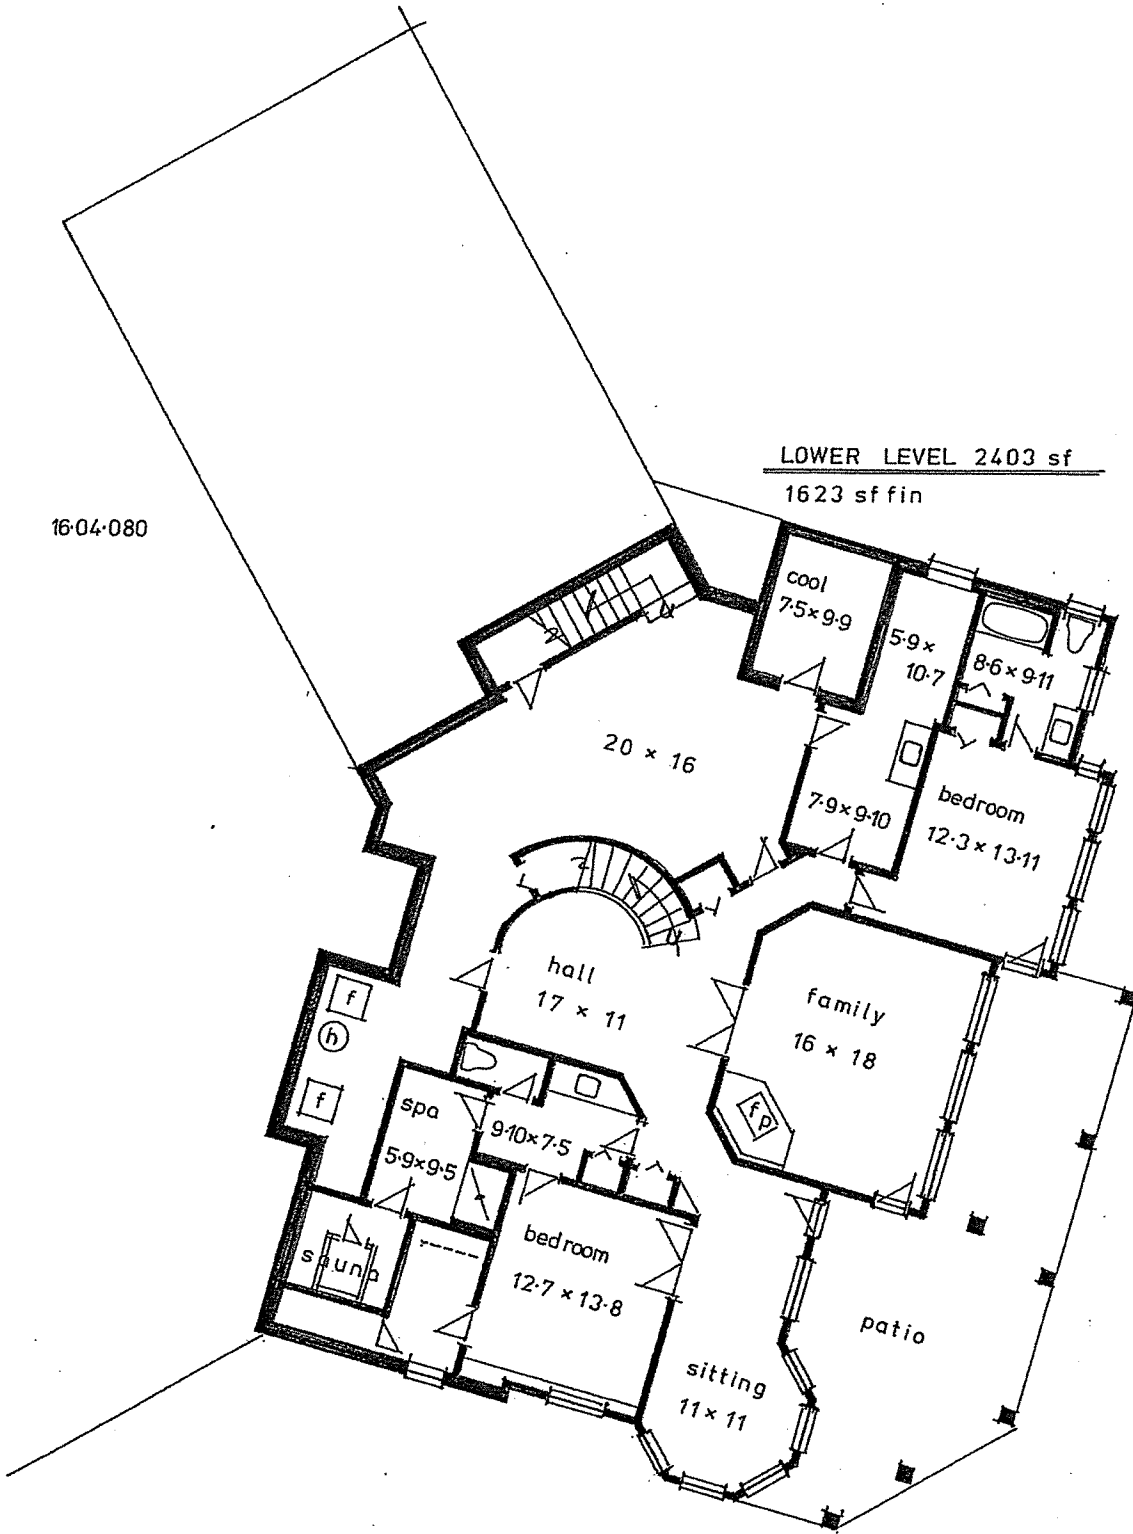 LOWER LEVEL 2403 sf
1623 sf fin
16·04·080
cool
7·5 × 9·9
5·9 ×
10·7
8·6 × 9·11
u
20 × 16
7·9 × 9·10
bedroom
12·3 × 13·11
u
hall
17 × 11
family
16 × 18
f
h
f
fp
spa
5·9 × 9·5
9·10 × 7·5
bedroom
12·7 × 13·8
sauna
patio
sitting
11 × 11